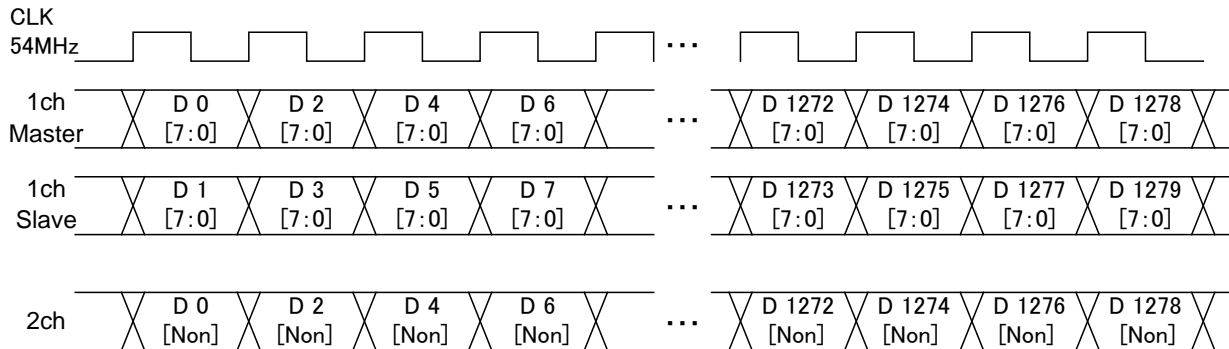 CLK
54MHz
...
1ch
Master
D 0 D 2 D 4 D 6 ... D 1272 D 1274 D 1276 D 1278
[7:0] [7:0] [7:0] [7:0] [7:0] [7:0] [7:0] [7:0]
1ch
Slave
D 1 D 3 D 5 D 7 ... D 1273 D 1275 D 1277 D 1279
[7:0] [7:0] [7:0] [7:0] [7:0] [7:0] [7:0] [7:0]
2ch
D 0 D 2 D 4 D 6 ... D 1272 D 1274 D 1276 D 1278
[Non] [Non] [Non] [Non] [Non] [Non] [Non] [Non]